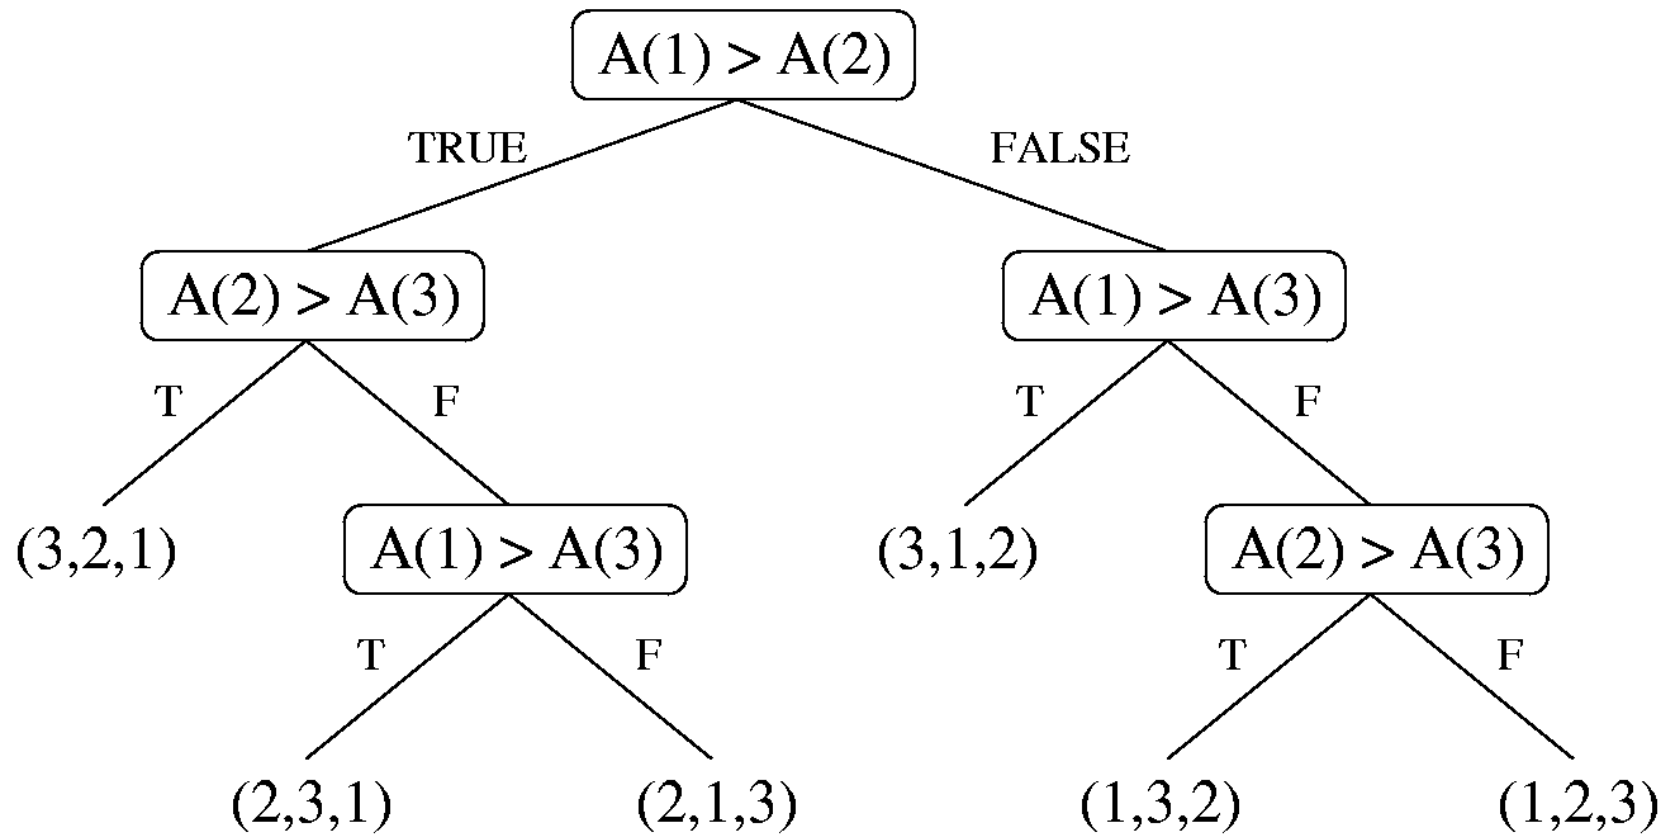 A(1) > A(2)
TRUE
FALSE
A(2) > A(3)
A(1) > A(3)
T
F
T
F
(3,2,1)
A(1) > A(3)
(3,1,2)
A(2) > A(3)
T
F
T
F
(2,3,1)
(2,1,3)
(1,3,2)
(1,2,3)